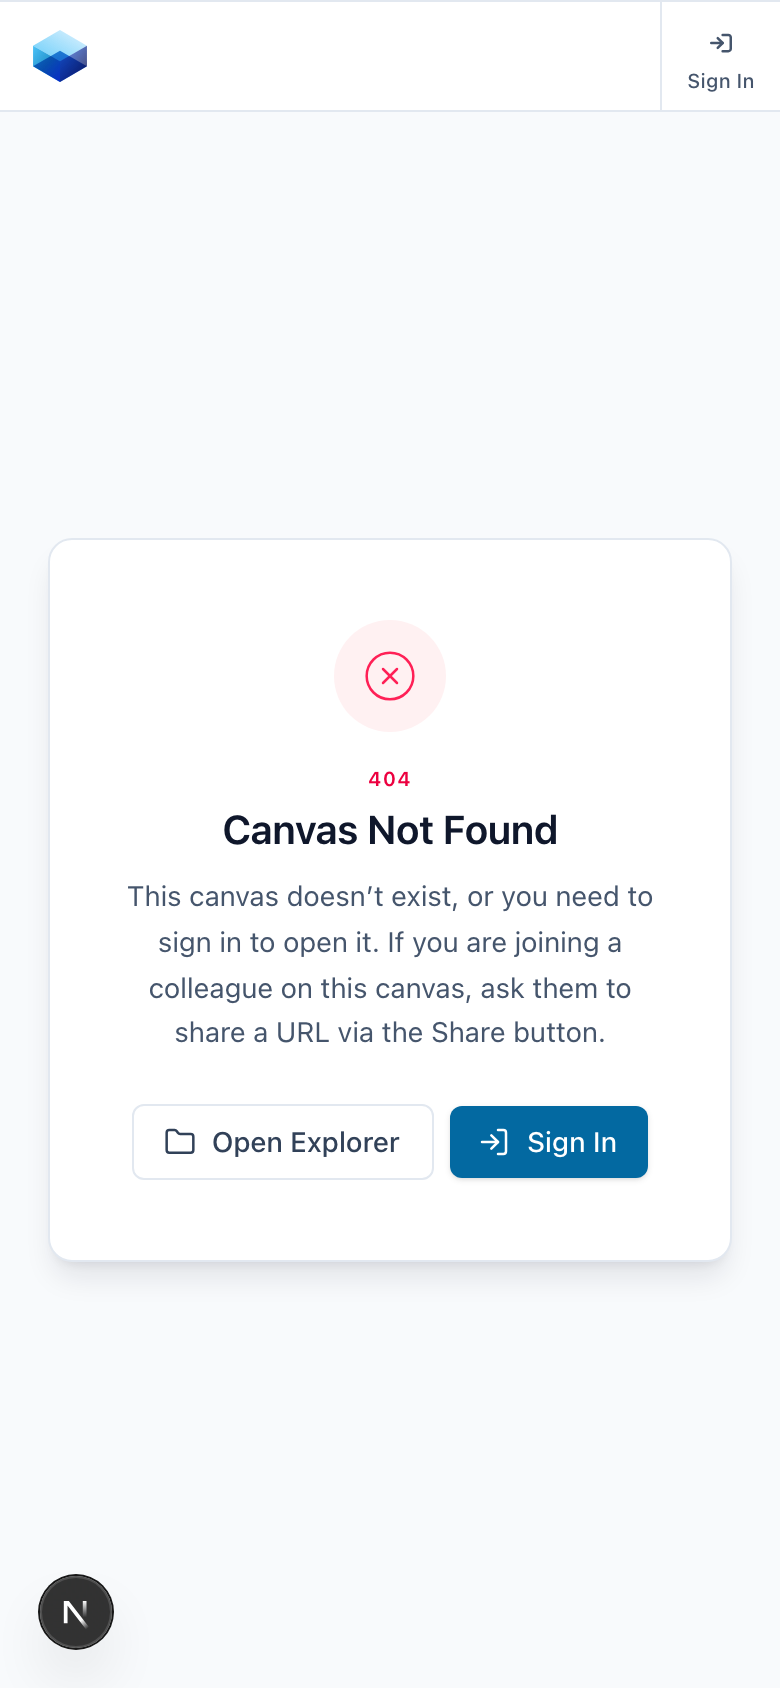 Sign In
404
Canvas Not Found
This canvas doesn’t exist, or you need to
sign in to open it. If you are joining a
colleague on this canvas, ask them to
share a URL via the Share button.
Open Explorer
Sign In
N